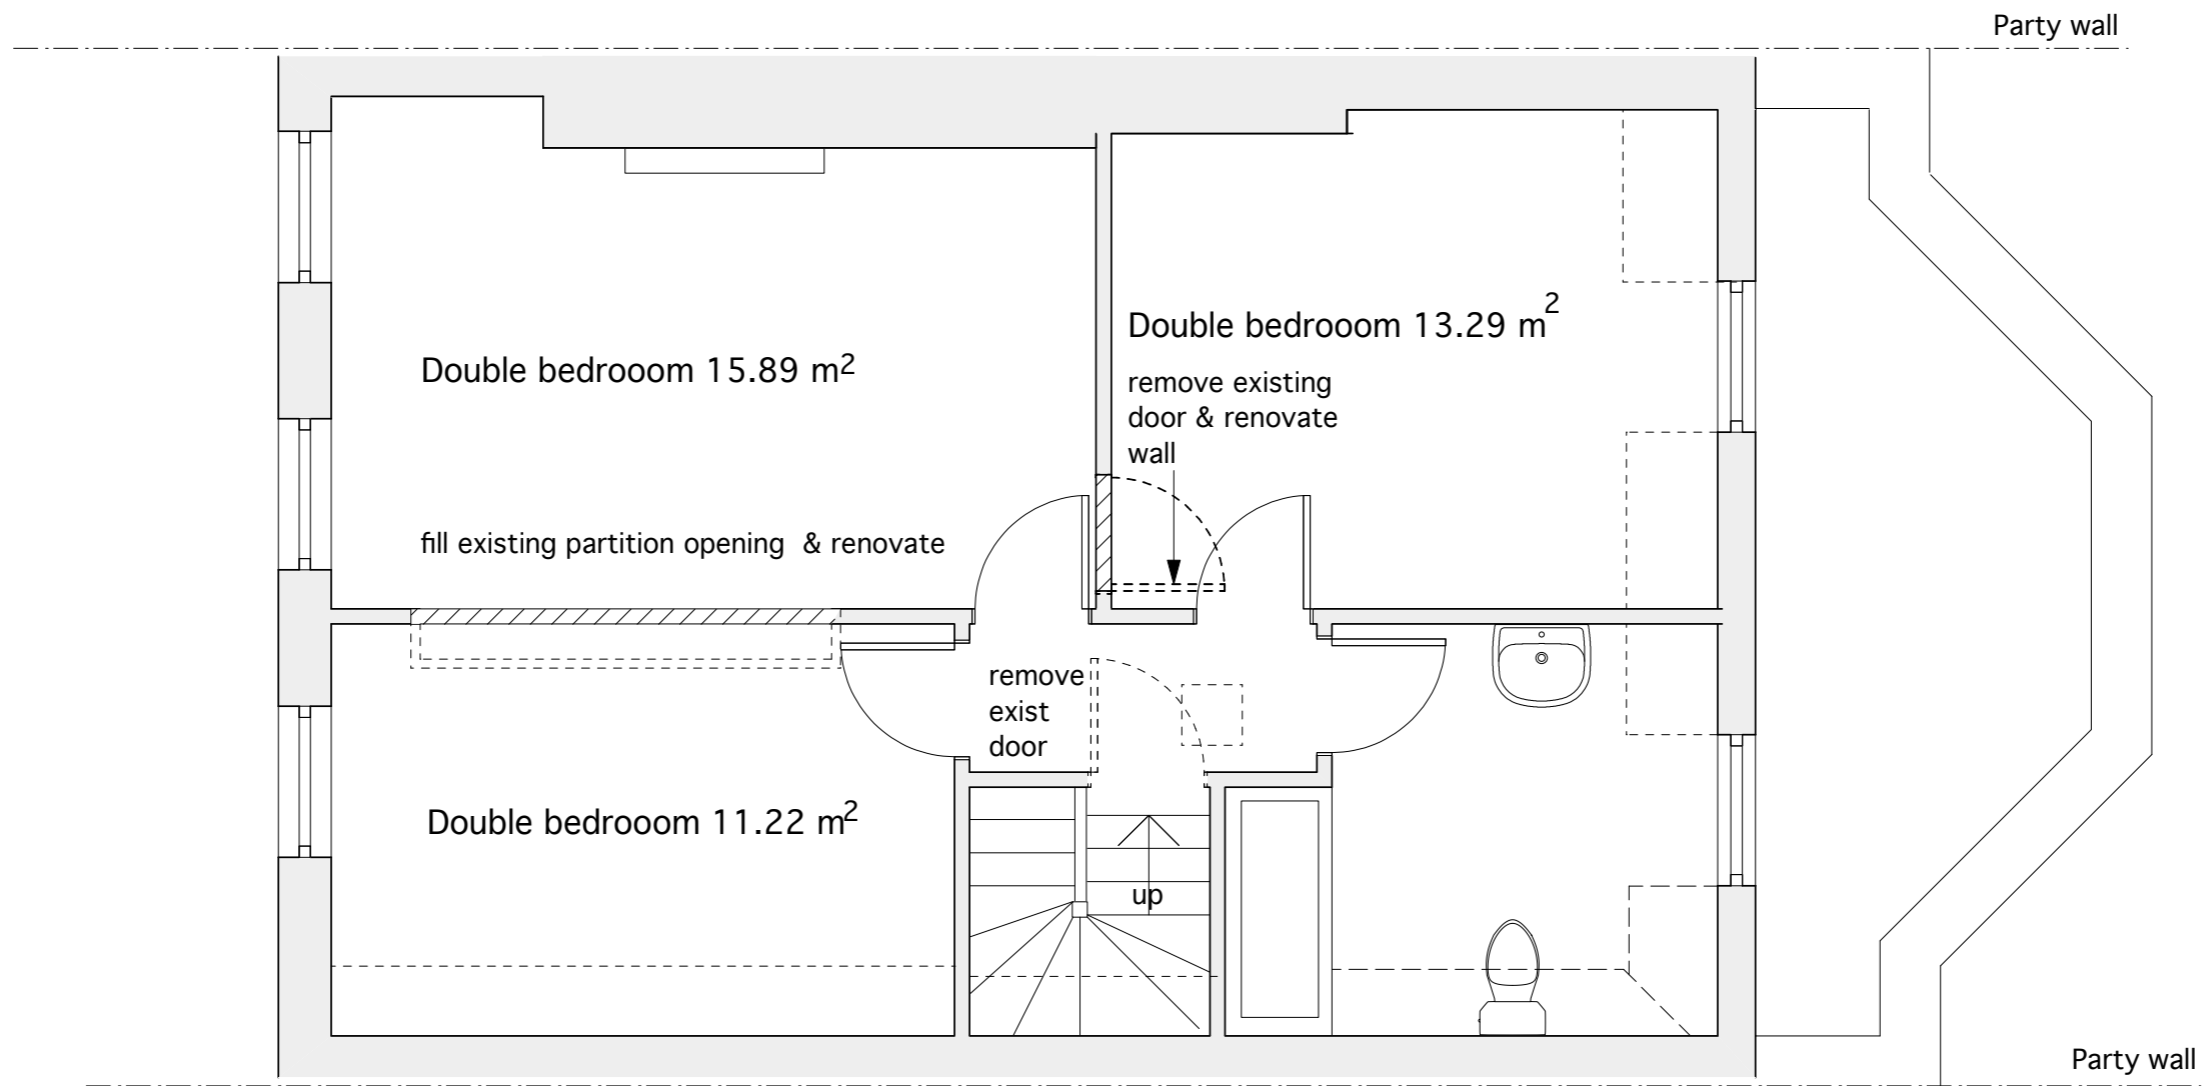 Party wall
Double bedrooom 13.29 m2
Double bedrooom 15.89 m2
remove existing
door & renovate
wall
fill existing partition opening & renovate
remove
exist
door
Double bedrooom 11.22 m2
up
Party wall